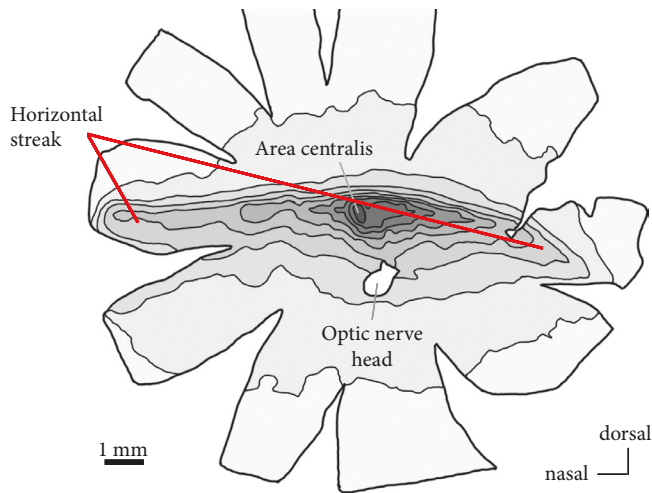 Horizontal
streak
Area centralis
Optic nerve
head
1 mm
dorsal
nasal